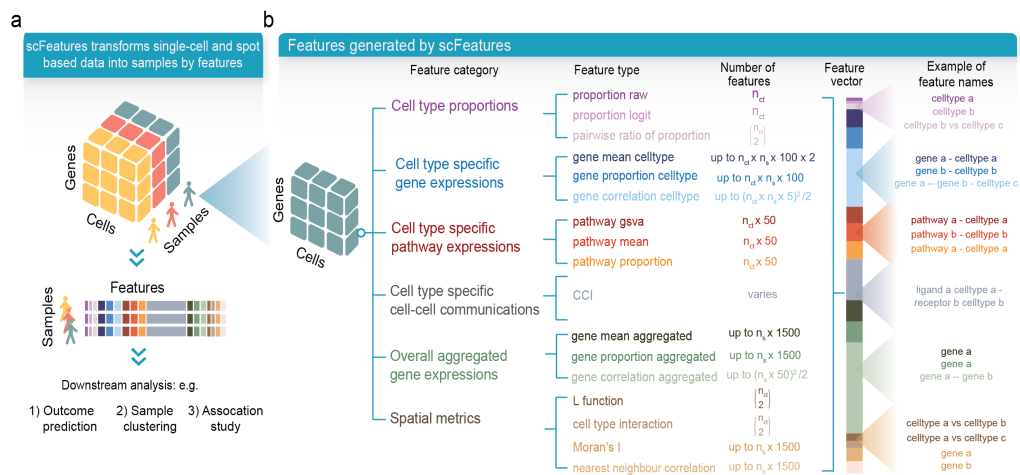 a
scFeatures transforms single-cell and spot
based data into samples by features
Genes
Cells
Samples
Features
Samples
Downstream analysis: e.g.
1) Outcome prediction
2) Sample clustering
3) Assocation study
b
Features generated by scFeatures
Genes
Cells
Feature category
Feature type
Number of features
Feature vector
Example of feature names
Cell type proportions
proportion raw
n_ct
proportion logit
n_ct
pairwise ratio of proportion
(n_ct 2)
Cell type specific
gene expressions
gene mean celltype
up to n_ct x n_s x 100 x 2
gene proportion celltype
up to n_ct x n_s x 100
gene correlation celltype
up to (n_ct x n_s x 5)²/2
Cell type specific
pathway expressions
pathway gsva
n_ct x 50
pathway mean
n_ct x 50
pathway proportion
n_ct x 50
Cell type specific
cell-cell communications
CCI
varies
Overall aggregated
gene expressions
gene mean aggregated
up to n_s x 1500
gene proportion aggregated
up to n_s x 1500
gene correlation aggregated
up to (n_s x 50)²/2
Spatial metrics
L function
(n_ct 2)
cell type interaction
(n_ct 2)
Moran's I
up to n_s x 1500
nearest neighbour correlation
up to n_s x 1500
celltype a
celltype b
celltype b vs celltype c
gene a - celltype a
gene b - celltype b
gene a -- gene b - celltype c
pathway a - celltype a
pathway b - celltype b
pathway a - celltype a
ligand a celltype a -
receptor b celltype b
gene a
gene a
gene a -- gene b
celltype a vs celltype b
celltype a vs celltype c
gene a
gene b